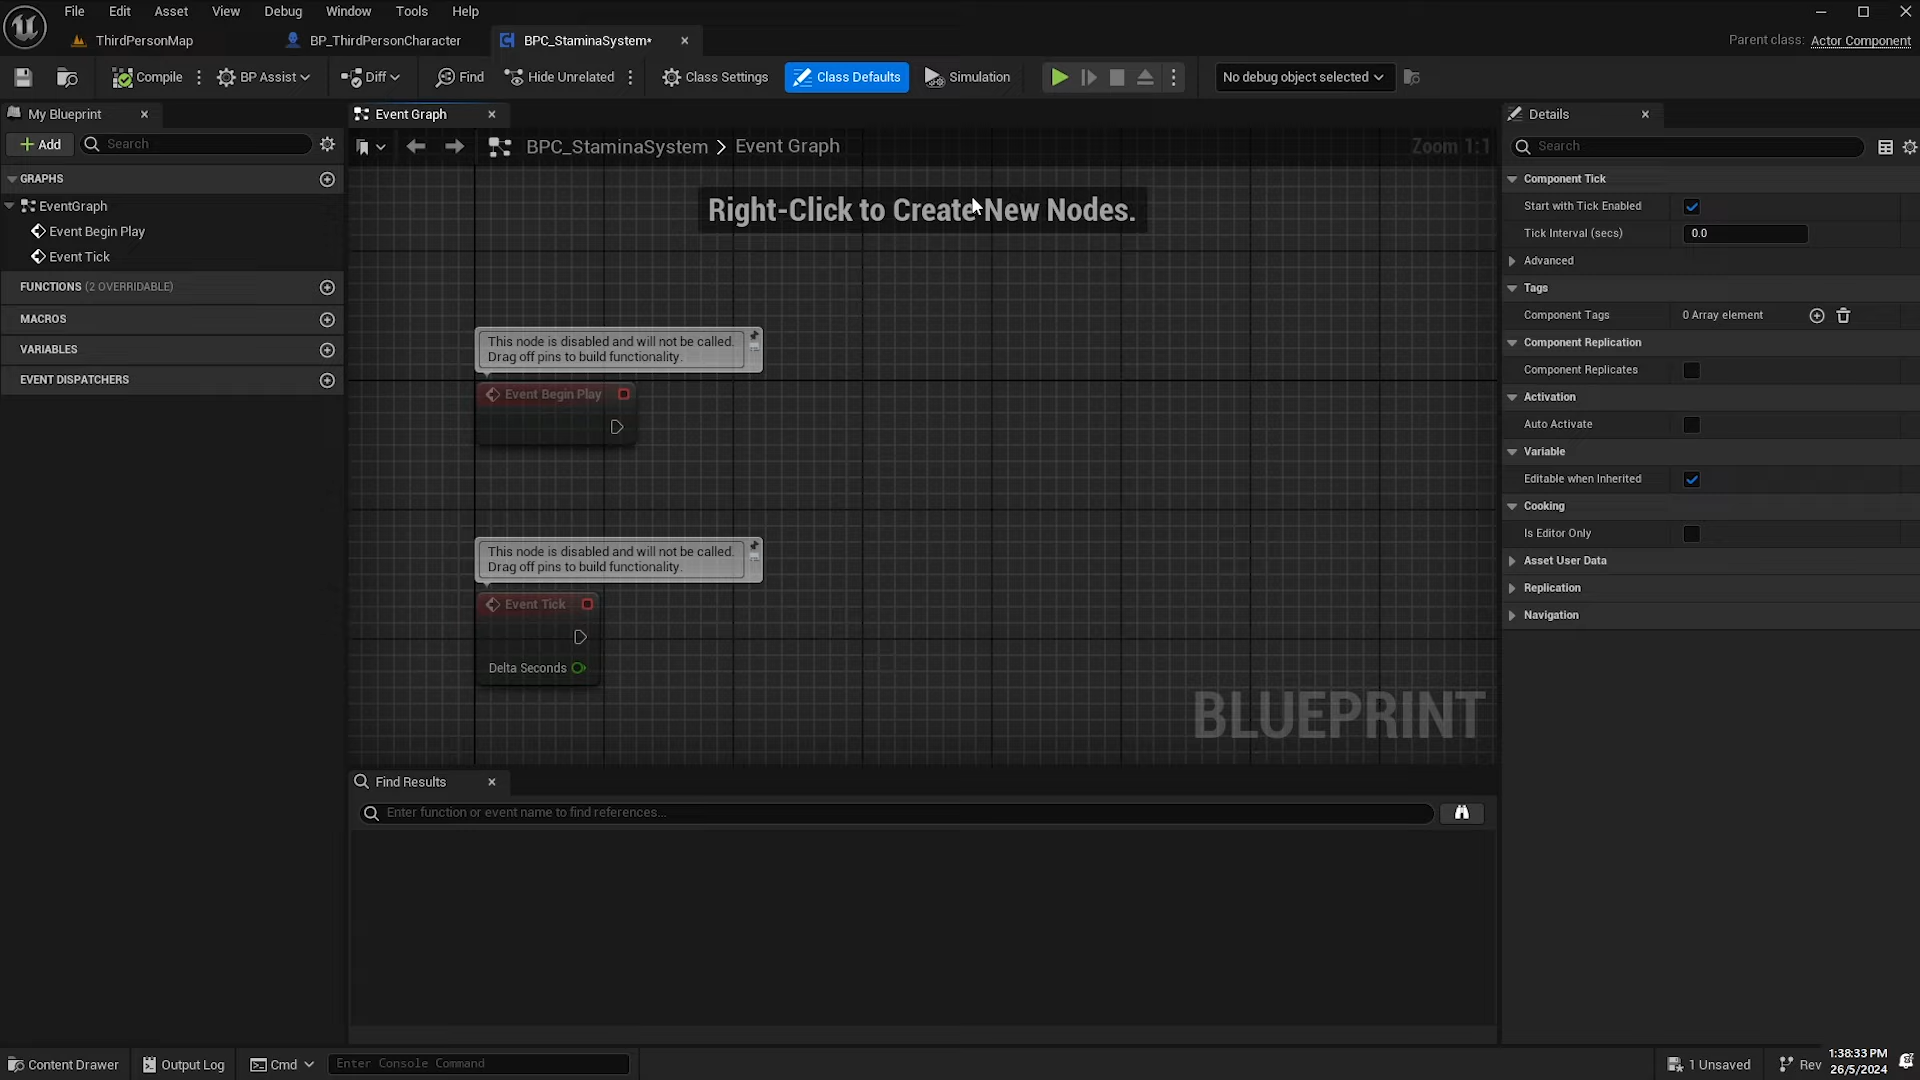 File Edit Asset View Debug Window Tools Help
ThirdPersonMap BP_ThirdPersonCharacter BPC_StaminaSystem* Parent class: Actor Component
Compile BP Assist Diff Find Hide Unrelated Class Settings Class Defaults Simulation No debug object selected
My Blueprint
Add Search
GRAPHS
EventGraph
Event Begin Play
Event Tick
FUNCTIONS (2 OVERRIDABLE)
MACROS
VARIABLES
EVENT DISPATCHERS
Event Graph
BPC_StaminaSystem > Event Graph Zoom 1:1
Right-Click to Create New Nodes.
This node is disabled and will not be called.
Drag off pins to build functionality.
Event Begin Play
This node is disabled and will not be called.
Drag off pins to build functionality.
Event Tick
Delta Seconds
BLUEPRINT
Find Results
Enter function or event name to find references...
Details
Search
Component Tick
Start with Tick Enabled
Tick Interval (secs) 0.0
Advanced
Tags
Component Tags 0 Array element
Component Replication
Component Replicates
Activation
Auto Activate
Variable
Editable when Inherited
Cooking
Is Editor Only
Asset User Data
Replication
Navigation
Content Drawer Output Log Cmd Enter Console Command 1 Unsaved Rev
1:38:33 PM
26/5/2024